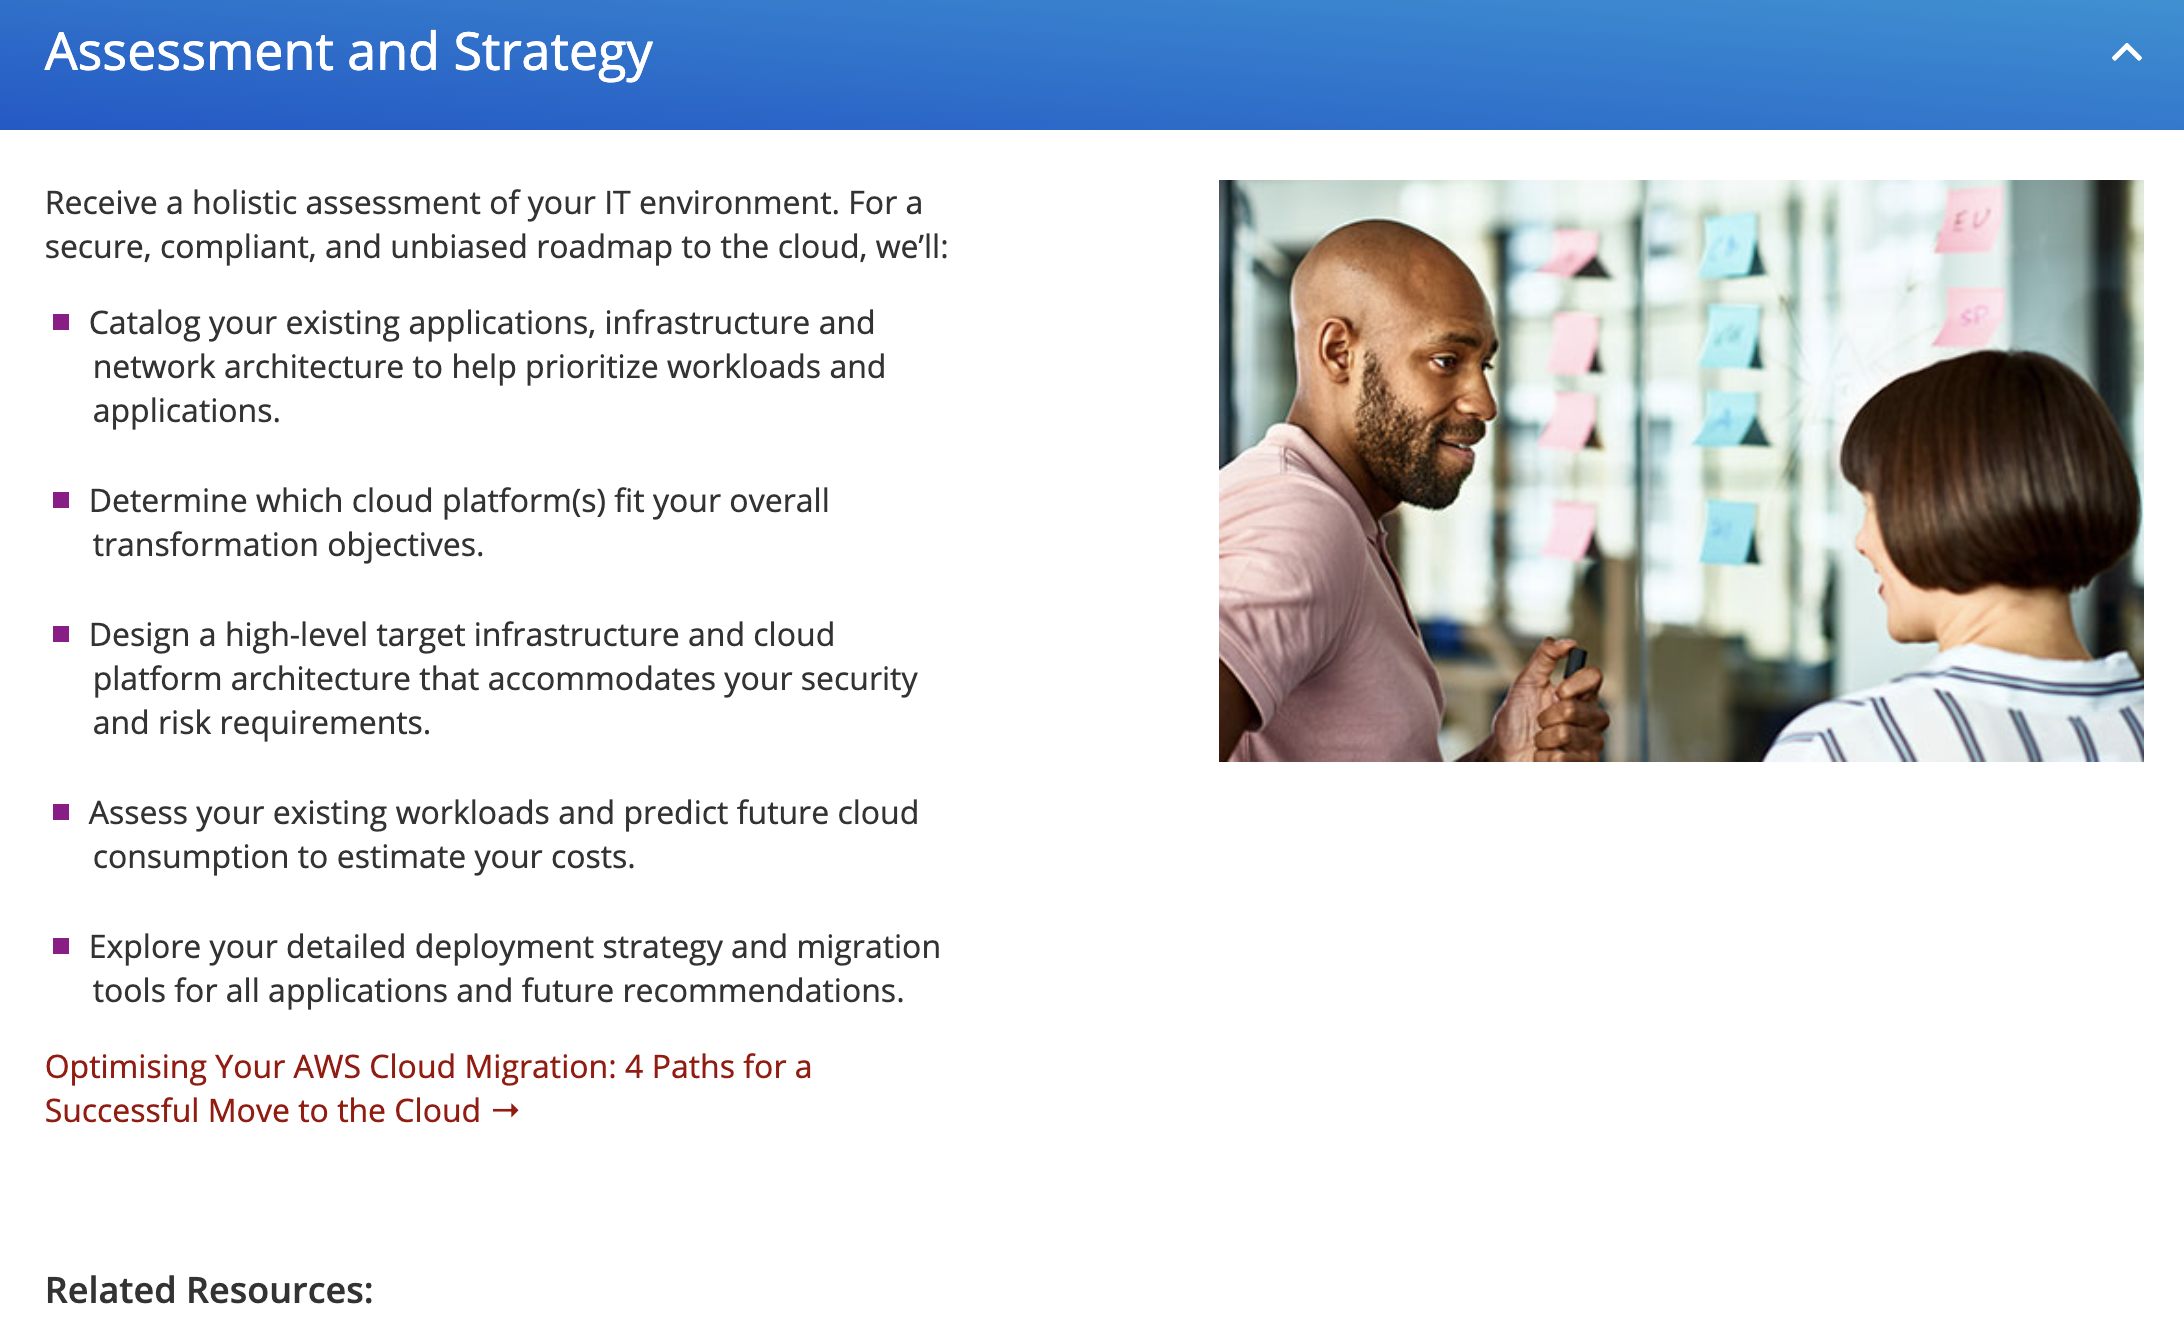 Assessment and Strategy
Receive a holistic assessment of your IT environment. For a
secure, compliant, and unbiased roadmap to the cloud, we’ll:
Catalog your existing applications, infrastructure and
network architecture to help prioritize workloads and
applications.
Determine which cloud platform(s) fit your overall
transformation objectives.
Design a high-level target infrastructure and cloud
platform architecture that accommodates your security
and risk requirements.
Assess your existing workloads and predict future cloud
consumption to estimate your costs.
Explore your detailed deployment strategy and migration
tools for all applications and future recommendations.
Optimising Your AWS Cloud Migration: 4 Paths for a
Successful Move to the Cloud →
EU
SP
Related Resources: